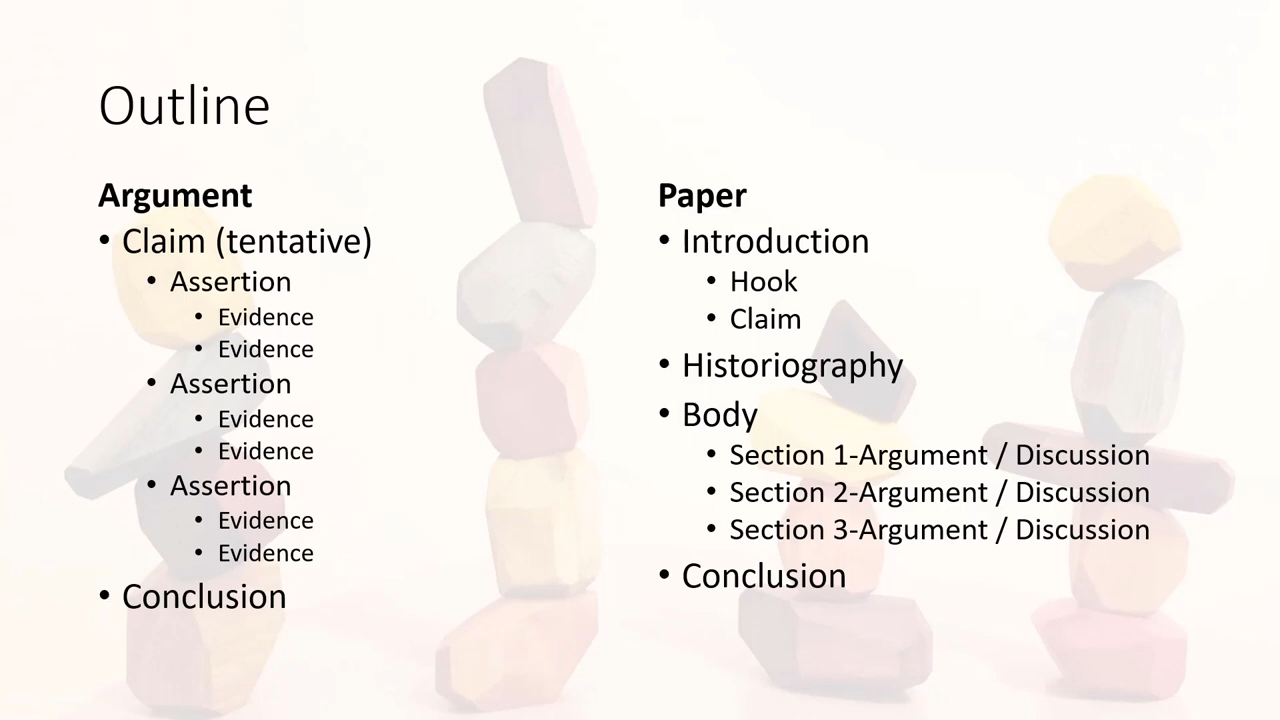 Outline
Argument
• Claim (tentative)
• Assertion
• Evidence
• Evidence
• Assertion
• Evidence
• Evidence
• Assertion
• Evidence
• Evidence
• Conclusion
Paper
• Introduction
• Hook
• Claim
• Historiography
• Body
• Section 1-Argument / Discussion
• Section 2-Argument / Discussion
• Section 3-Argument / Discussion
• Conclusion